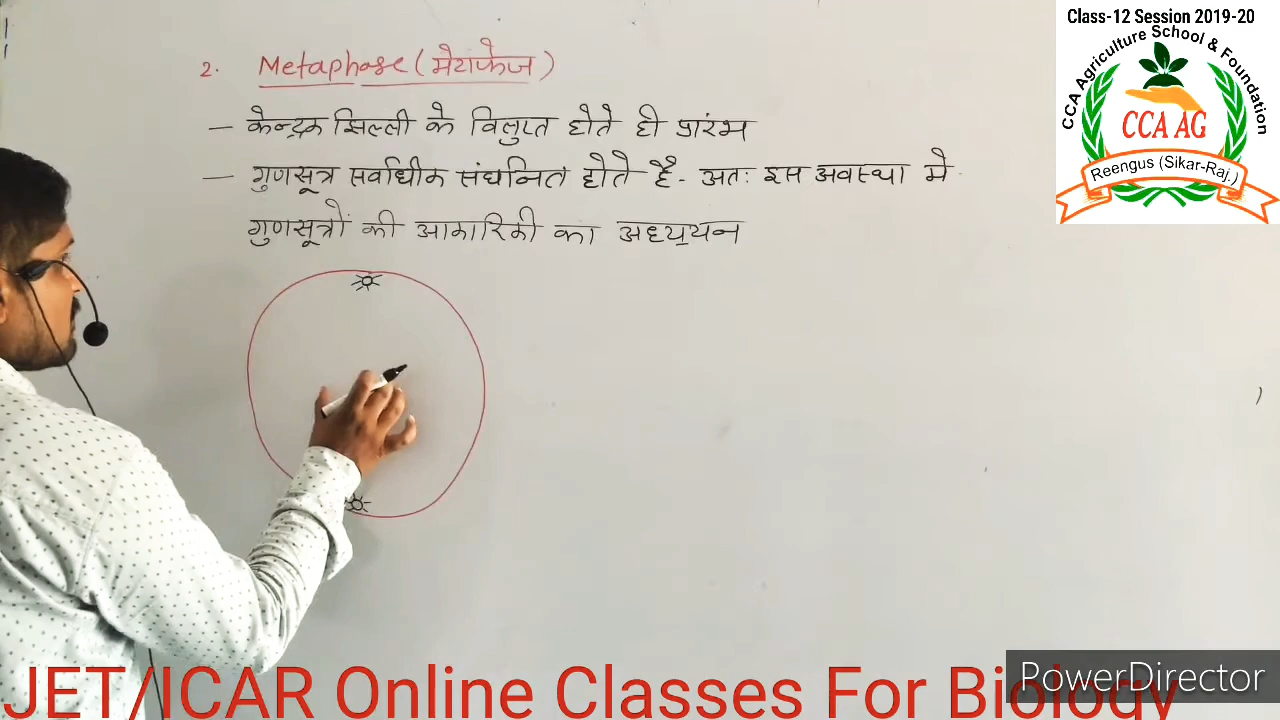 Class-12 Session 2019-20
CCA Agriculture School & Foundation
CCA AG
Reengus (Sikar-Raj.)
2. Metaphase (मेटाफेज)
– केन्द्रक झिल्ली के विलुप्त होते ही प्रारंभ
– गुणसूत्र सर्वाधीक संघनित होते है- अतः इस अवस्था मे
गुणसूत्रों की आकारिकी का अध्ययन
JET/ICAR Online Classes For Biology
PowerDirector